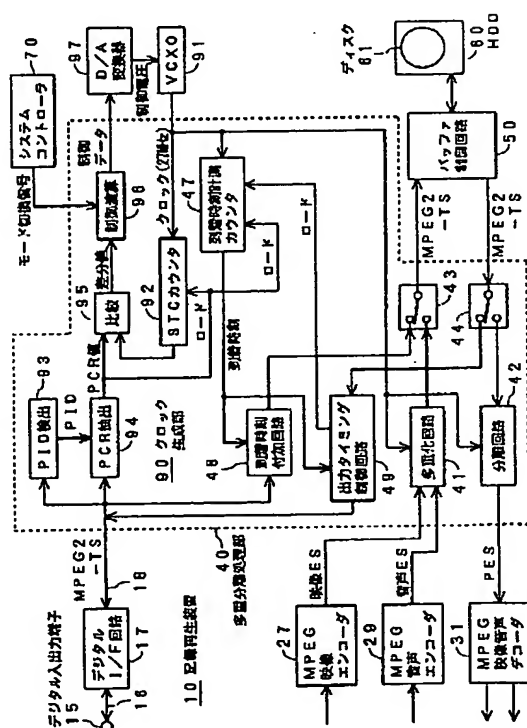 デジタル入出力端子
15
16
デジタル
I/F回路
17
18
MPEG2
-TS
10 記録再生装置
40
多重分離処理部
PID検出
93
PID
PCR抽出
94
PCR値
90 クロック
生成部
比較
95
差分値
制御演算
96
制御
データ
モード切換信号
システム
コントローラ
70
D/A
変換器
97
制御電圧
VCXO
91
クロック(27MHz)
STCカウンタ
92
ロード
到着時刻計測
カウンタ
47
ロード
到着時刻
到着時刻
付加回路
48
ロード
出力タイミング
制御回路
49
多重化回路
41
分離回路
42
43
44
MPEG2
-TS
MPEG2-TS
バッファ
制御回路
50
ディスク
61
60
HDD
MPEG
映像
エンコーダ
27
映像ES
MPEG
音声
エンコーダ
29
音声ES
MPEG
映像音声
デコーダ
31
PES